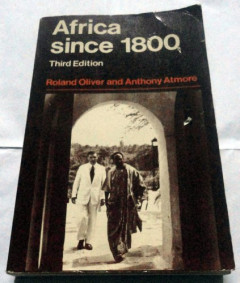 Africa
since 1800
Third Edition
Roland Oliver and Anthony Atmore